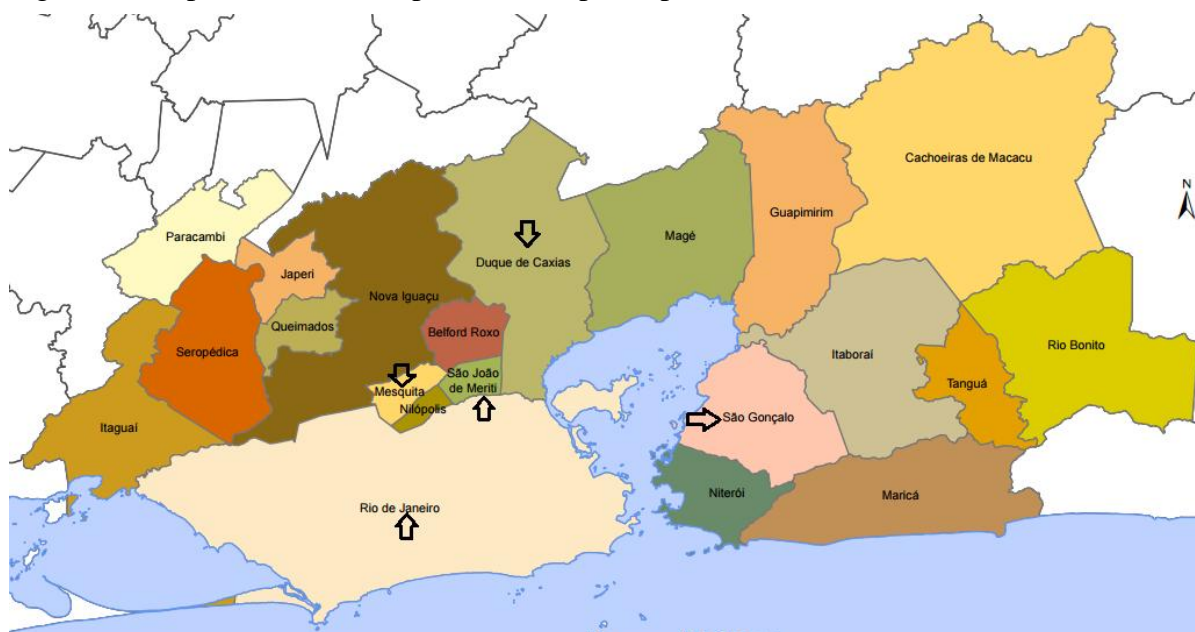 Cachoeiras de Macacu
N
Guapimirim
Paracambi
Magé
Duque de Caxias
Japeri
Nova Iguaçu
Queimados
Belford Roxo
Seropédica
Itaboraí
Rio Bonito
São João
de Meriti
Tanguá
Mesquita
Nilópolis
São Gonçalo
Itaguaí
Niterói
Maricá
Rio de Janeiro